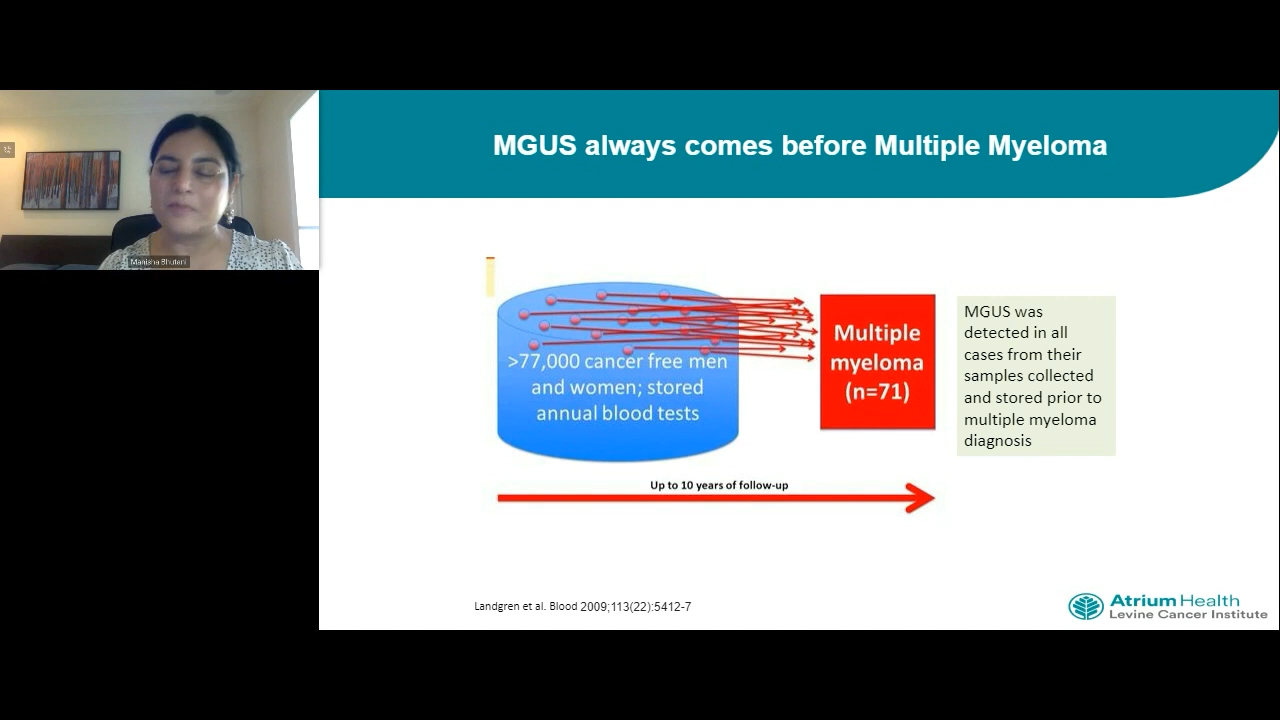 MGUS always comes before Multiple Myeloma
Manisha Bhutani
>77,000 cancer free men
and women; stored
annual blood tests
Multiple
myeloma
(n=71)
MGUS was
detected in all
cases from their
samples collected
and stored prior to
multiple myeloma
diagnosis
Up to 10 years of follow-up
Landgren et al. Blood 2009;113(22):5412-7
Atrium Health
Levine Cancer Institute